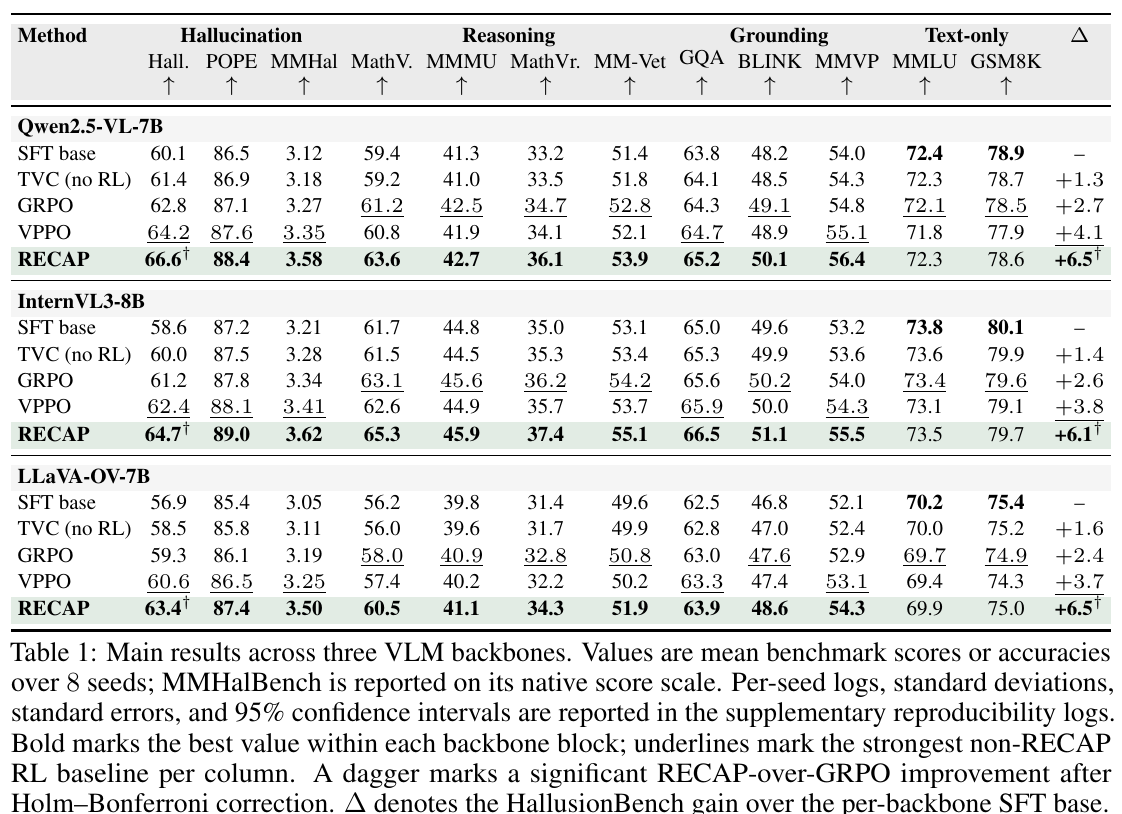 Method Hallucination Reasoning Grounding Text-only Δ
Hall. POPE MMHal MathV. MMMU MathVr. MM-Vet GQA BLINK MMVP MMLU GSM8K
↑ ↑ ↑ ↑ ↑ ↑ ↑ ↑ ↑ ↑ ↑ ↑
Qwen2.5-VL-7B
SFT base 60.1 86.5 3.12 59.4 41.3 33.2 51.4 63.8 48.2 54.0 72.4 78.9 –
TVC (no RL) 61.4 86.9 3.18 59.2 41.0 33.5 51.8 64.1 48.5 54.3 72.3 78.7 +1.3
GRPO 62.8 87.1 3.27 61.2 42.5 34.7 52.8 64.3 49.1 54.8 72.1 78.5 +2.7
VPPO 64.2 87.6 3.35 60.8 41.9 34.1 52.1 64.7 48.9 55.1 71.8 77.9 +4.1
RECAP 66.6† 88.4 3.58 63.6 42.7 36.1 53.9 65.2 50.1 56.4 72.3 78.6 +6.5†
InternVL3-8B
SFT base 58.6 87.2 3.21 61.7 44.8 35.0 53.1 65.0 49.6 53.2 73.8 80.1 –
TVC (no RL) 60.0 87.5 3.28 61.5 44.5 35.3 53.4 65.3 49.9 53.6 73.6 79.9 +1.4
GRPO 61.2 87.8 3.34 63.1 45.6 36.2 54.2 65.6 50.2 54.0 73.4 79.6 +2.6
VPPO 62.4 88.1 3.41 62.6 44.9 35.7 53.7 65.9 50.0 54.3 73.1 79.1 +3.8
RECAP 64.7† 89.0 3.62 65.3 45.9 37.4 55.1 66.5 51.1 55.5 73.5 79.7 +6.1†
LLaVA-OV-7B
SFT base 56.9 85.4 3.05 56.2 39.8 31.4 49.6 62.5 46.8 52.1 70.2 75.4 –
TVC (no RL) 58.5 85.8 3.11 56.0 39.6 31.7 49.9 62.8 47.0 52.4 70.0 75.2 +1.6
GRPO 59.3 86.1 3.19 58.0 40.9 32.8 50.8 63.0 47.6 52.9 69.7 74.9 +2.4
VPPO 60.6 86.5 3.25 57.4 40.2 32.2 50.2 63.3 47.4 53.1 69.4 74.3 +3.7
RECAP 63.4† 87.4 3.50 60.5 41.1 34.3 51.9 63.9 48.6 54.3 69.9 75.0 +6.5†
Table 1: Main results across three VLM backbones. Values are mean benchmark scores or accuracies
over 8 seeds; MMHalBench is reported on its native score scale. Per-seed logs, standard deviations,
standard errors, and 95% confidence intervals are reported in the supplementary reproducibility logs.
Bold marks the best value within each backbone block; underlines mark the strongest non-RECAP
RL baseline per column. A dagger marks a significant RECAP-over-GRPO improvement after
Holm–Bonferroni correction. Δ denotes the HallusionBench gain over the per-backbone SFT base.